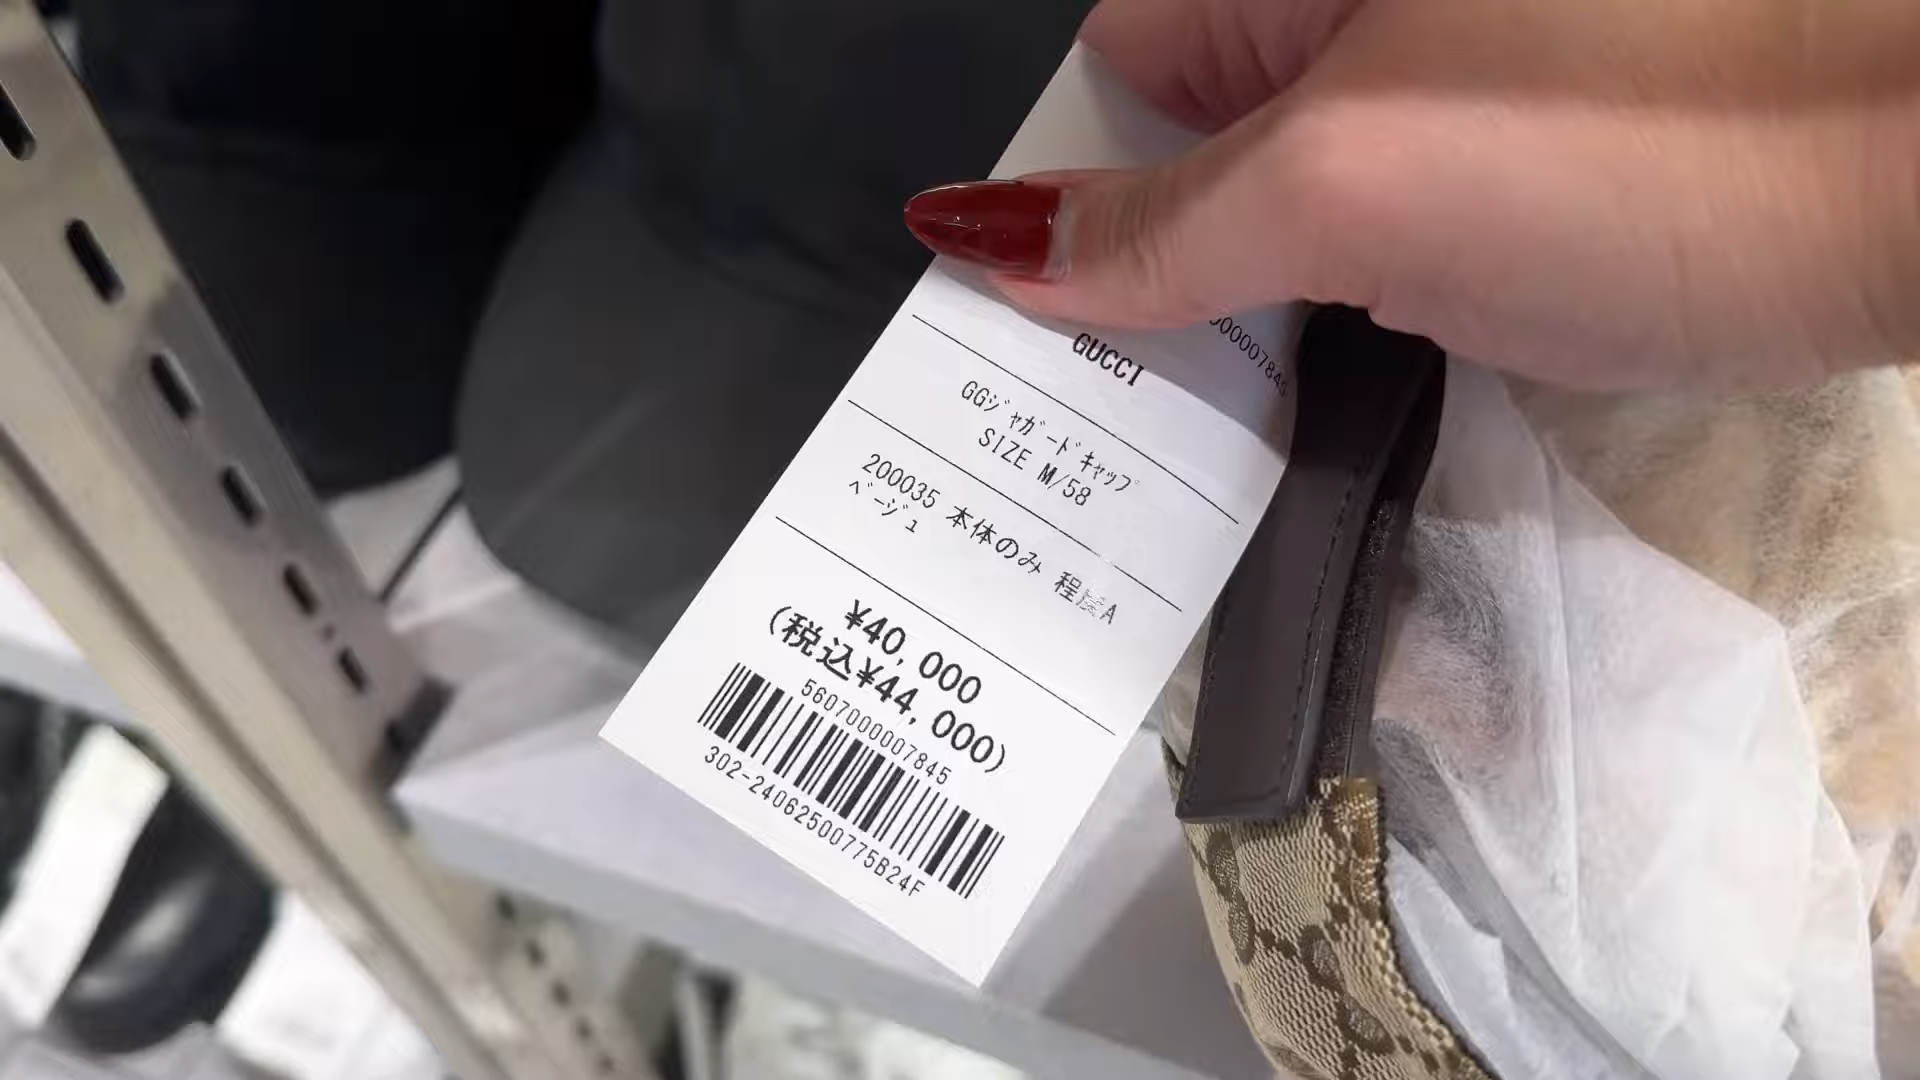 GUCCI
GGジャガードキャップ
SIZE M/58
200035 本体のみ 程度A
ベージュ
¥40,000
(税込¥44,000)
5607000007845
302-24062500775B24F